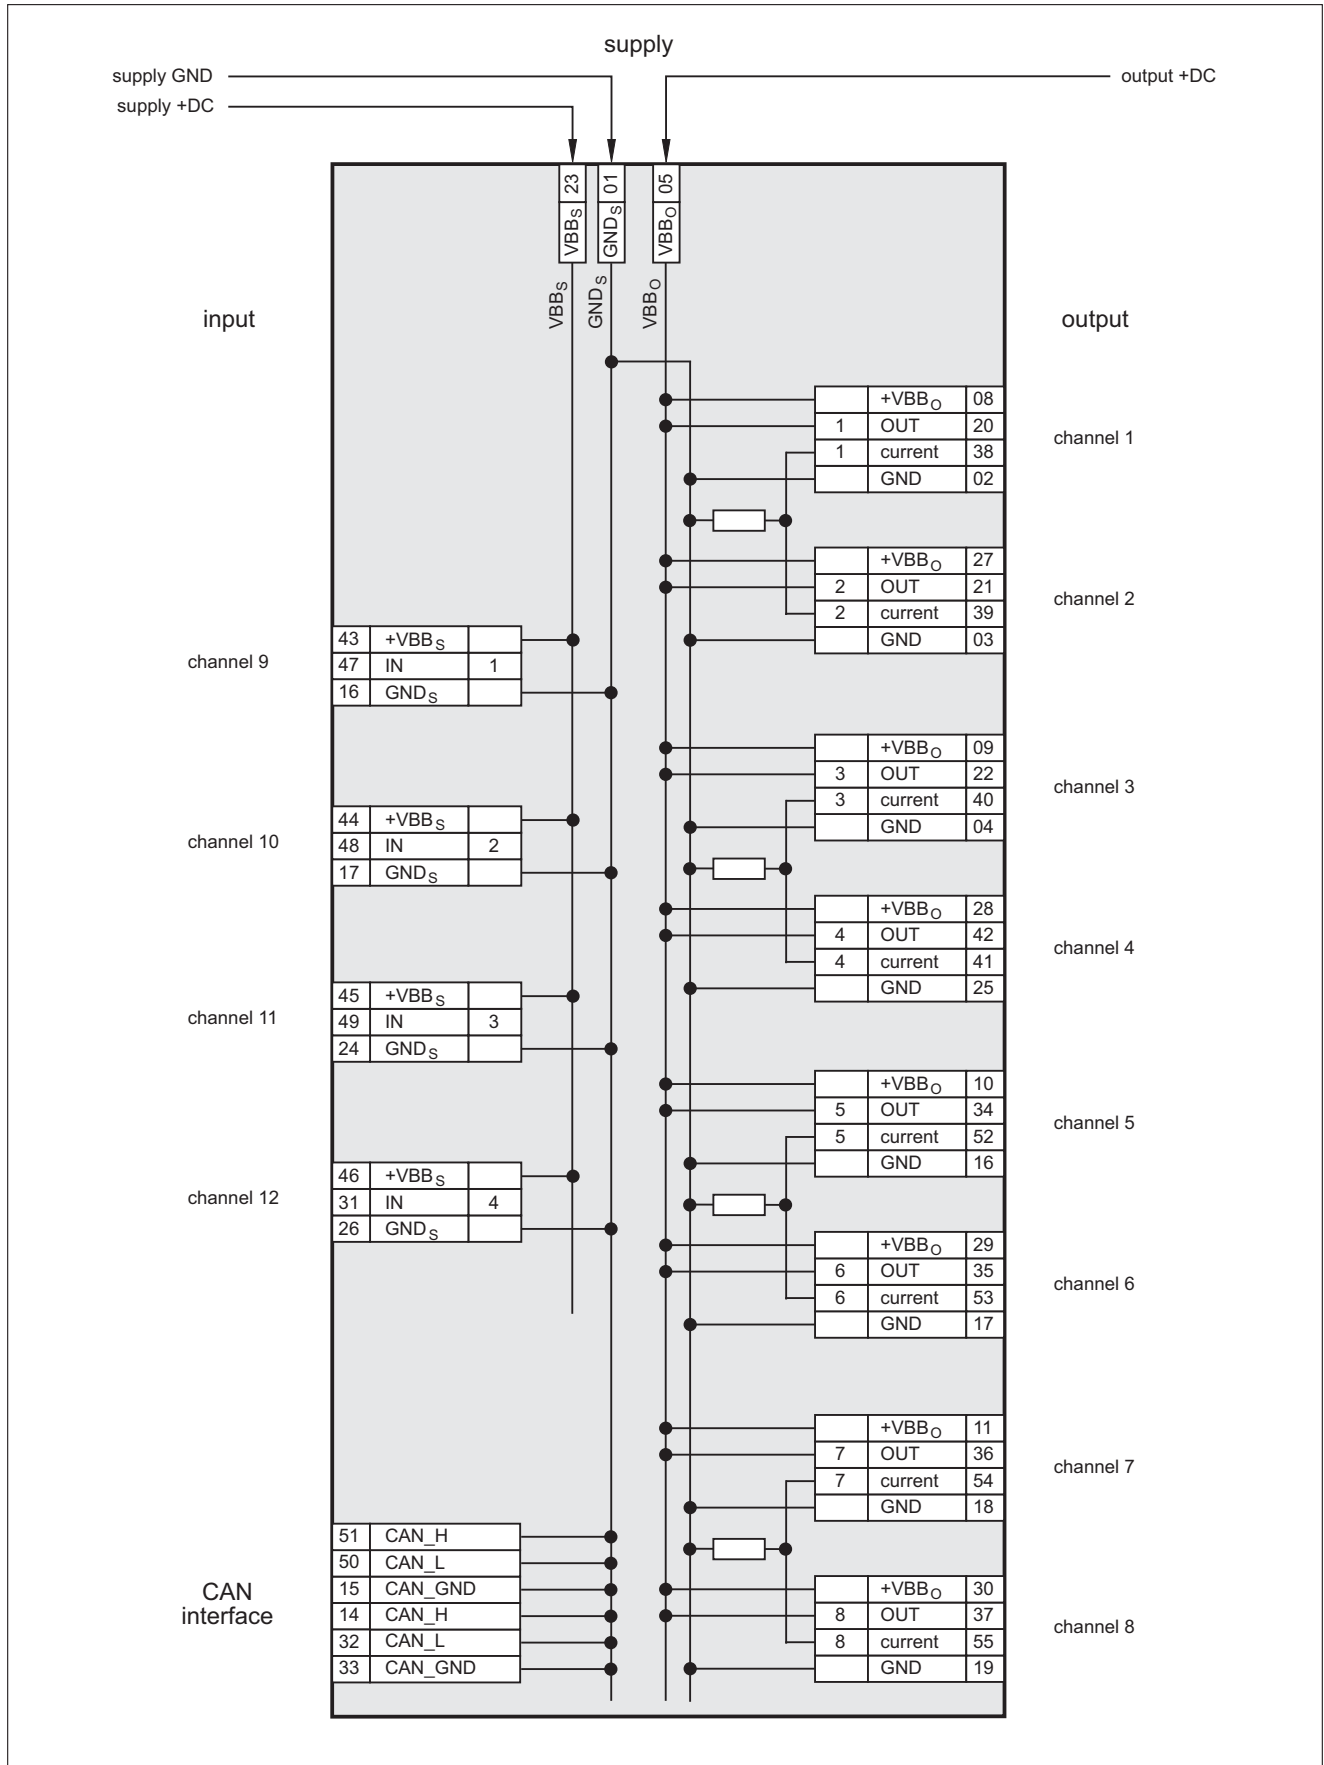 supply
supply GND
output +DC
supply +DC
23
01
05
VBBS
GNDS
VBBO
VBBS
GNDS
VBBO
input
output
+VBBO 08
1 OUT 20
1 current 38
GND 02
channel 1
+VBBO 27
2 OUT 21
2 current 39
GND 03
channel 2
channel 9
43 +VBBS
47 IN 1
16 GNDS
+VBBO 09
3 OUT 22
3 current 40
GND 04
channel 3
channel 10
44 +VBBS
48 IN 2
17 GNDS
+VBBO 28
4 OUT 42
4 current 41
GND 25
channel 4
channel 11
45 +VBBS
49 IN 3
24 GNDS
+VBBO 10
5 OUT 34
5 current 52
GND 16
channel 5
channel 12
46 +VBBS
31 IN 4
26 GNDS
+VBBO 29
6 OUT 35
6 current 53
GND 17
channel 6
+VBBO 11
7 OUT 36
7 current 54
GND 18
channel 7
CAN
interface
51 CAN_H
50 CAN_L
15 CAN_GND
14 CAN_H
32 CAN_L
33 CAN_GND
+VBBO 30
8 OUT 37
8 current 55
GND 19
channel 8